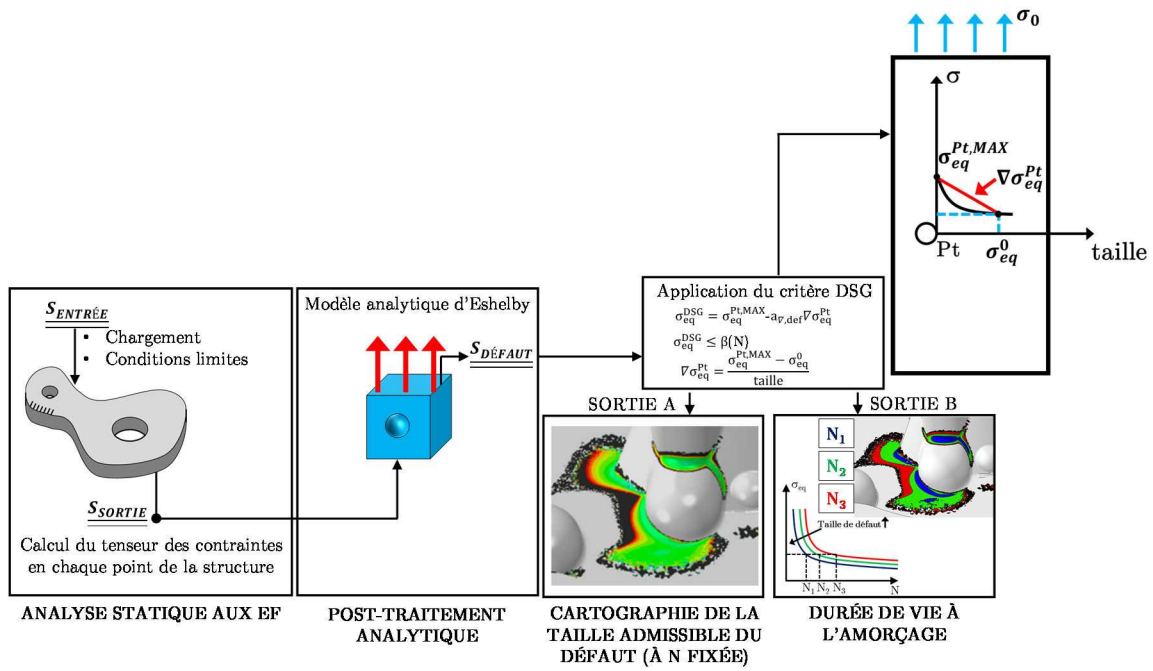 σ₀
σ
σ_eq^Pt,MAX
∇σ_eq^Pt
Pt
σ_eq^0
taille
S_ENTRÉE
• Chargement
• Conditions limites
S_SORTIE
Calcul du tenseur des contraintes
en chaque point de la structure
ANALYSE STATIQUE AUX EF
Modèle analytique d'Eshelby
S_DÉFAUT
POST-TRAITEMENT
ANALYTIQUE
Application du critère DSG
σ_eq^DSG = σ_eq^Pt,MAX-a_∇,def∇σ_eq^Pt
σ_eq^DSG ≤ β(N)
∇σ_eq^Pt = (σ_eq^Pt,MAX − σ_eq^0)/taille
SORTIE A
CARTOGRAPHIE DE LA
TAILLE ADMISSIBLE DU
DÉFAUT (À N FIXÉE)
SORTIE B
N₁
N₂
N₃
σ_eq
Taille de défaut
N₁ N₂ N₃
N
DURÉE DE VIE À
L'AMORÇAGE